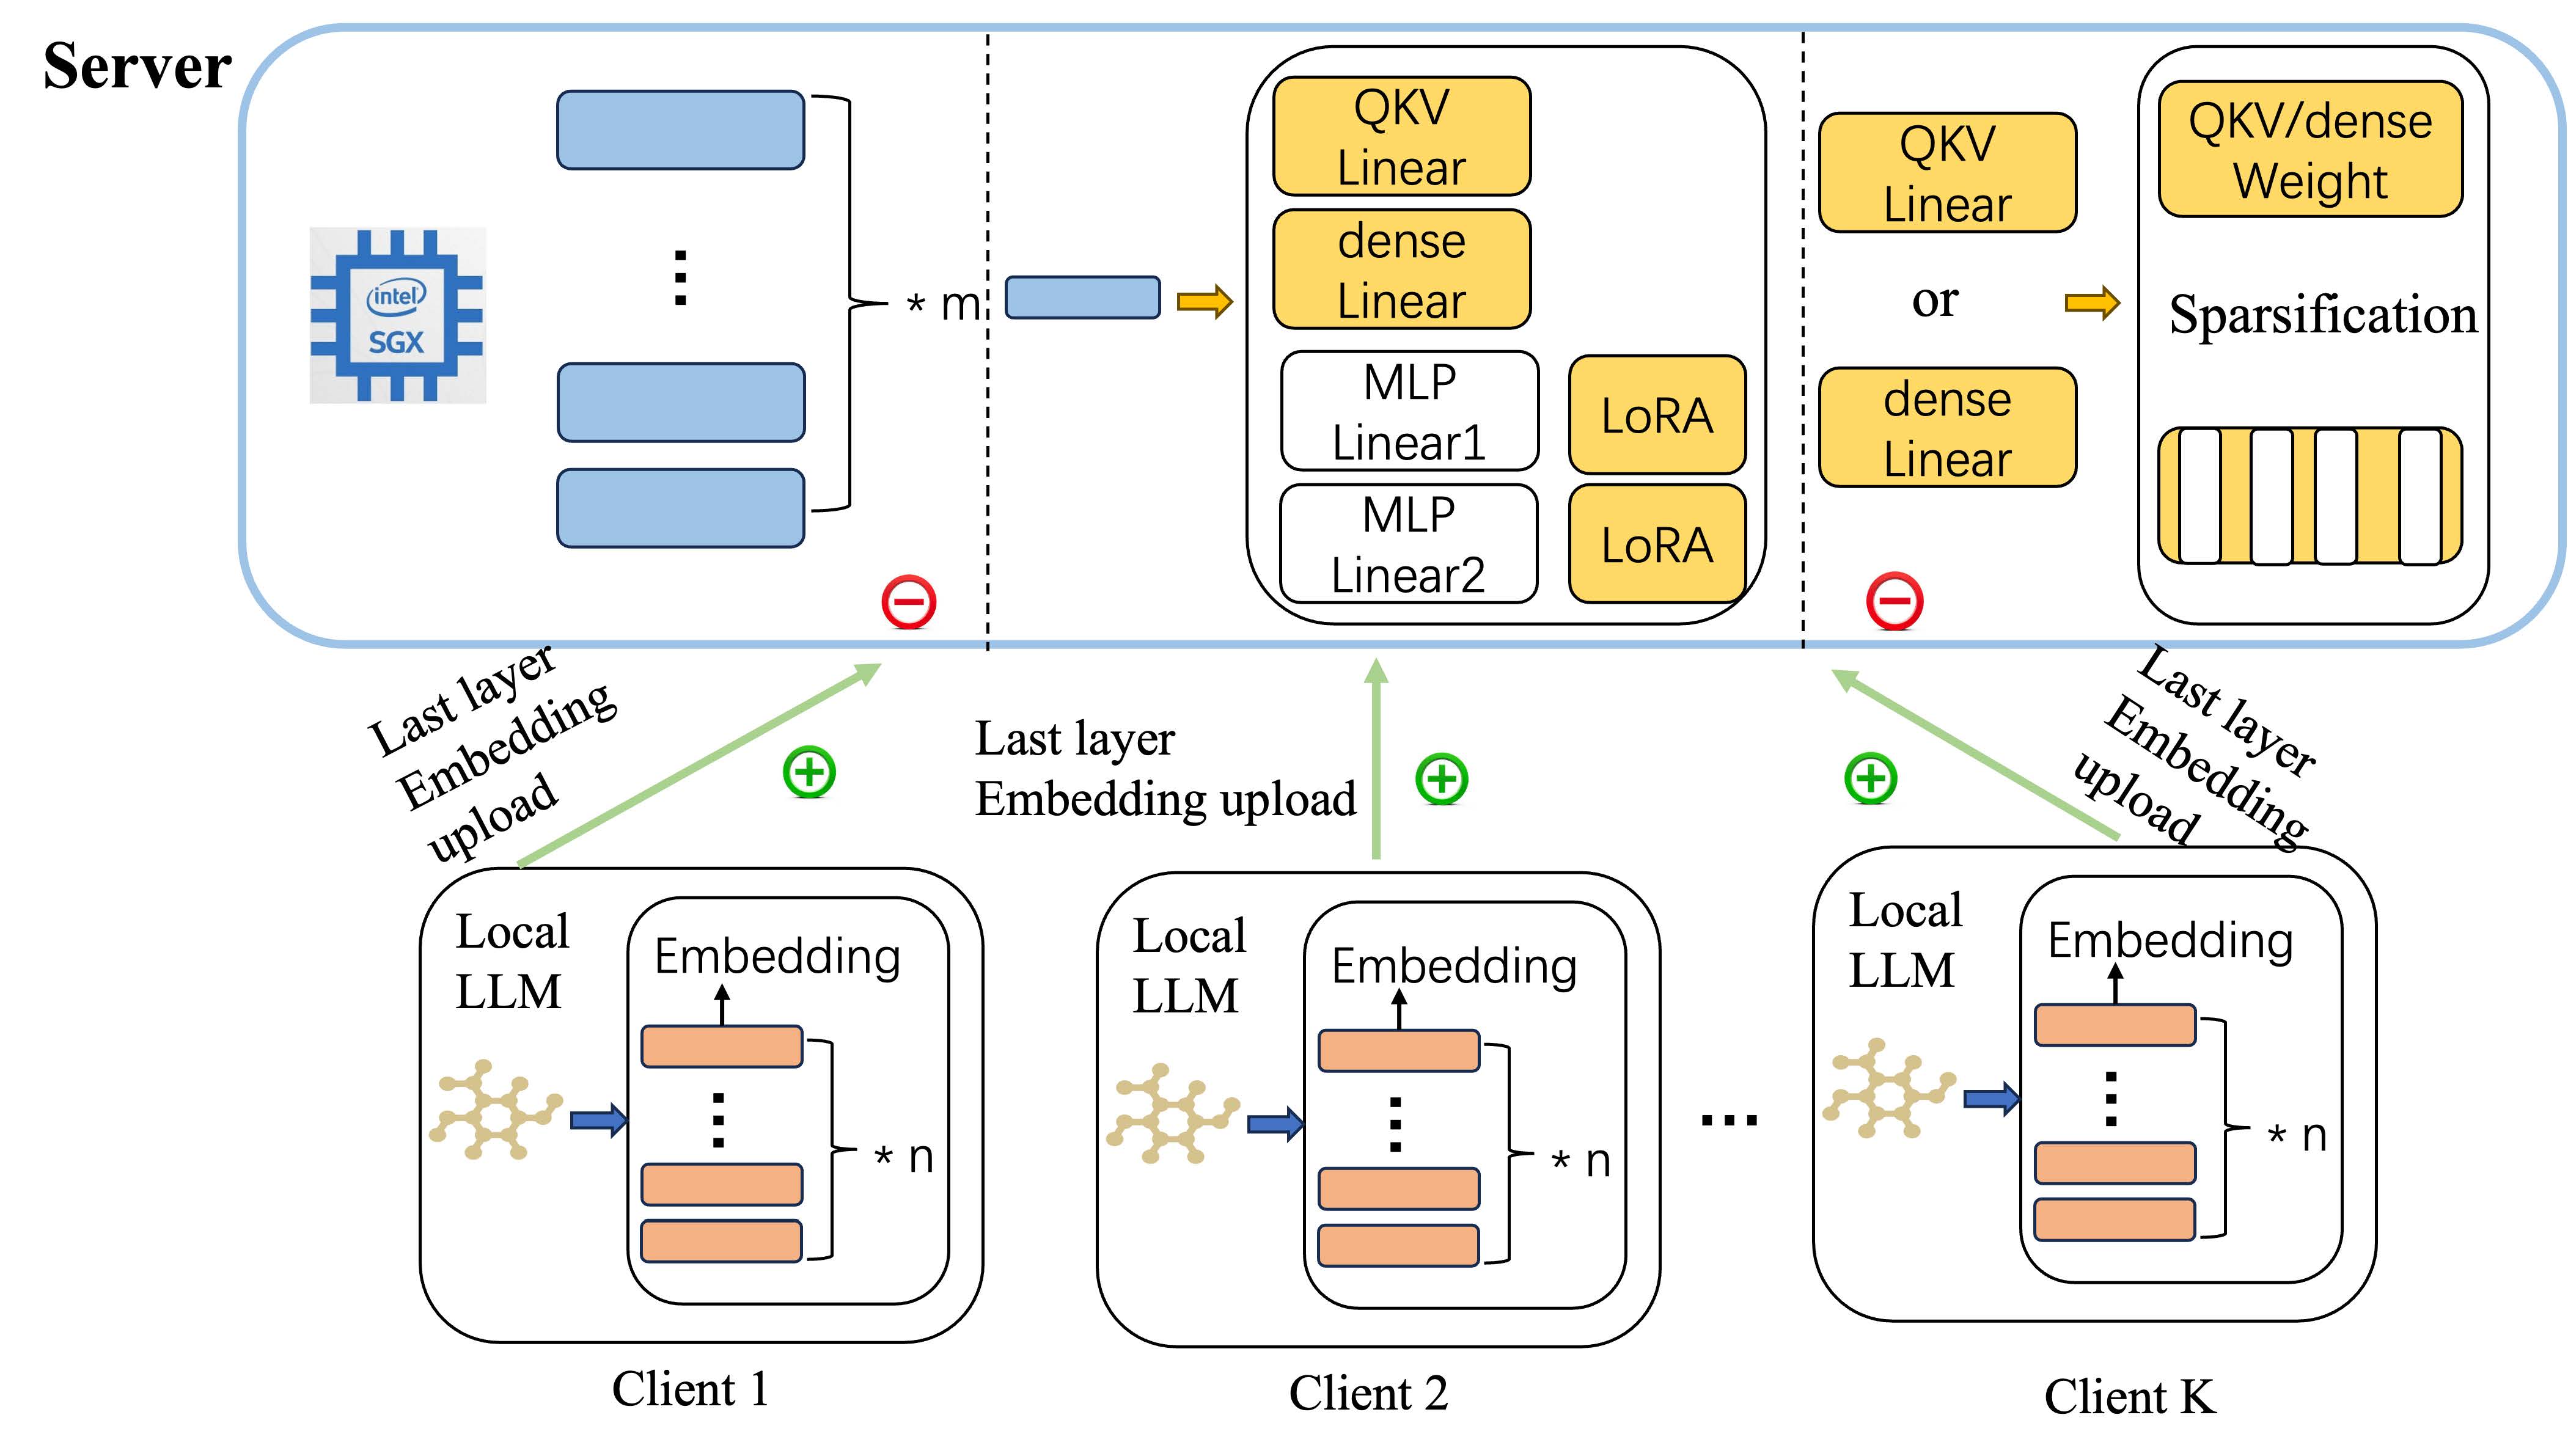 Server
intel
SGX
* m
QKV
Linear
dense
Linear
MLP
Linear1
LoRA
MLP
Linear2
LoRA
QKV
Linear
or
dense
Linear
QKV/dense
Weight
Sparsification
Last layer
Embedding
upload
Last layer
Embedding upload
Last layer
Embedding
upload
Local
LLM
Embedding
* n
Client 1
Local
LLM
Embedding
* n
Client 2
...
Local
LLM
Embedding
* n
Client K